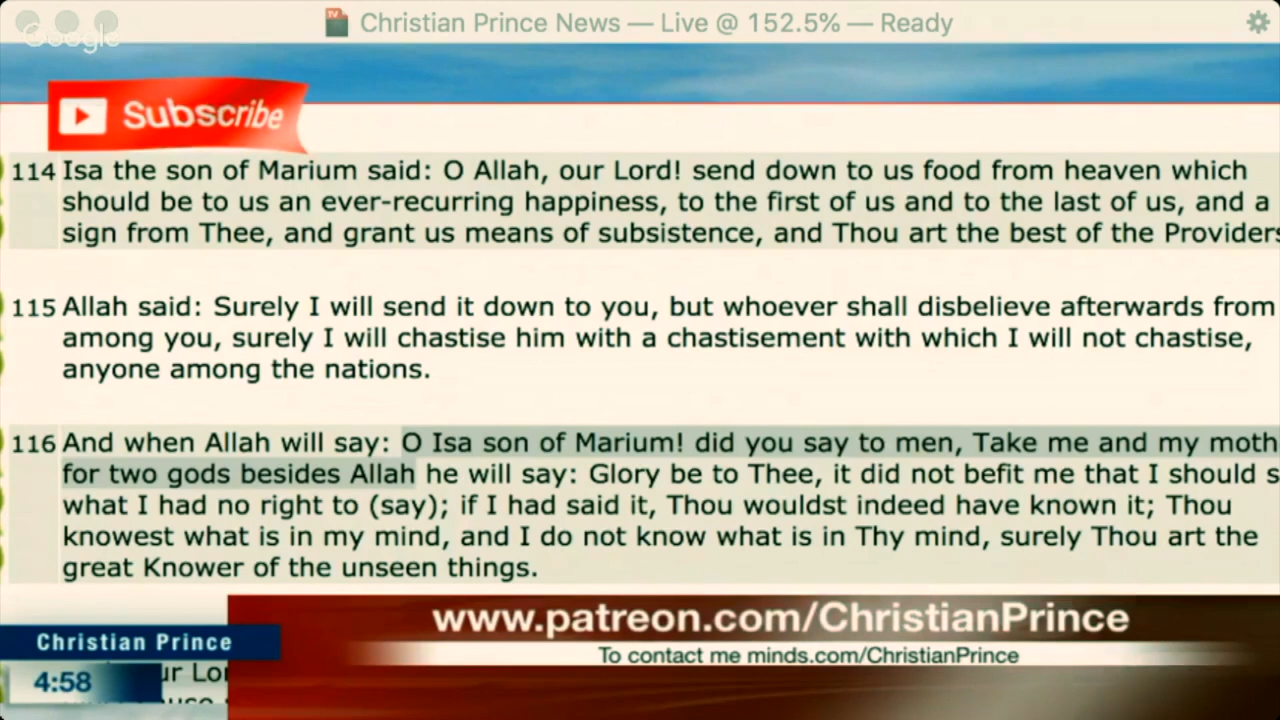 Google
Christian Prince News — Live @ 152.5% — Ready
Subscribe
114 Isa the son of Marium said: O Allah, our Lord! send down to us food from heaven which
should be to us an ever-recurring happiness, to the first of us and to the last of us, and a
sign from Thee, and grant us means of subsistence, and Thou art the best of the Providers
115 Allah said: Surely I will send it down to you, but whoever shall disbelieve afterwards from
among you, surely I will chastise him with a chastisement with which I will not chastise,
anyone among the nations.
116 And when Allah will say: O Isa son of Marium! did you say to men, Take me and my moth
for two gods besides Allah he will say: Glory be to Thee, it did not befit me that I should s
what I had no right to (say); if I had said it, Thou wouldst indeed have known it; Thou
knowest what is in my mind, and I do not know what is in Thy mind, surely Thou art the
great Knower of the unseen things.
www.patreon.com/ChristianPrince
Christian Prince
To contact me minds.com/ChristianPrince
4:58
ur Lor